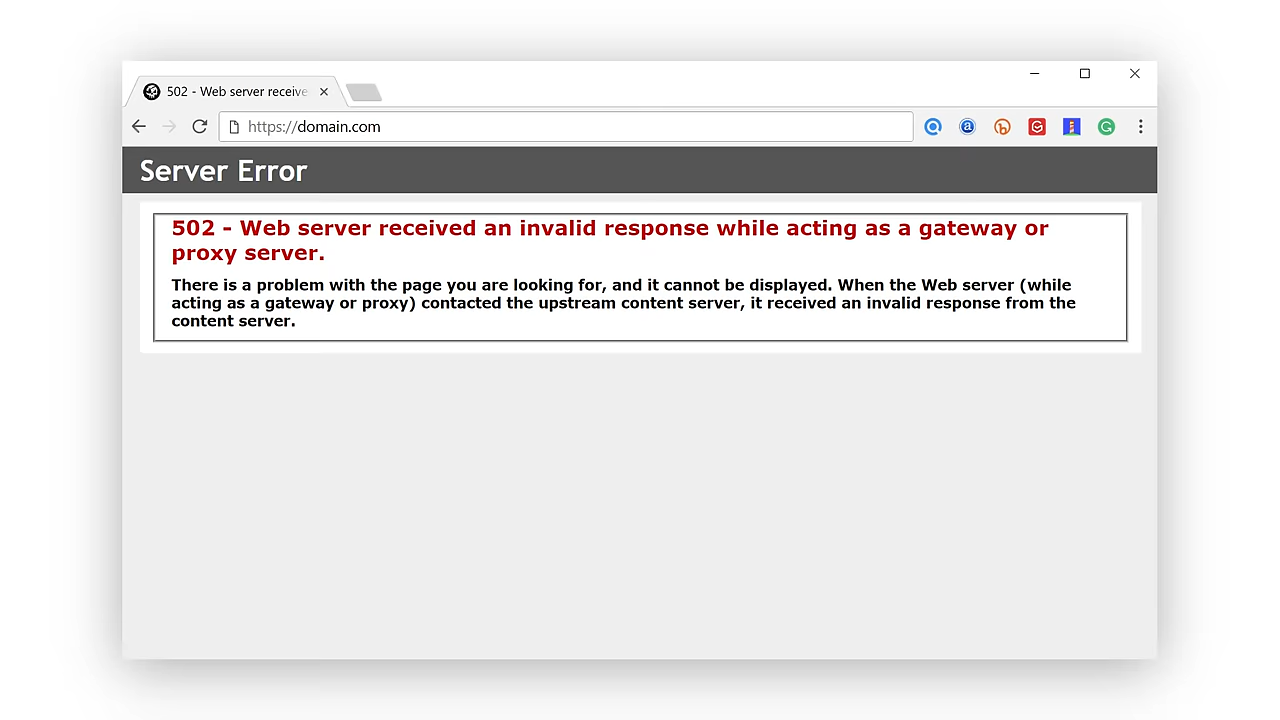 502 - Web server receive
https://domain.com
Server Error
502 - Web server received an invalid response while acting as a gateway or
proxy server.
There is a problem with the page you are looking for, and it cannot be displayed. When the Web server (while
acting as a gateway or proxy) contacted the upstream content server, it received an invalid response from the
content server.